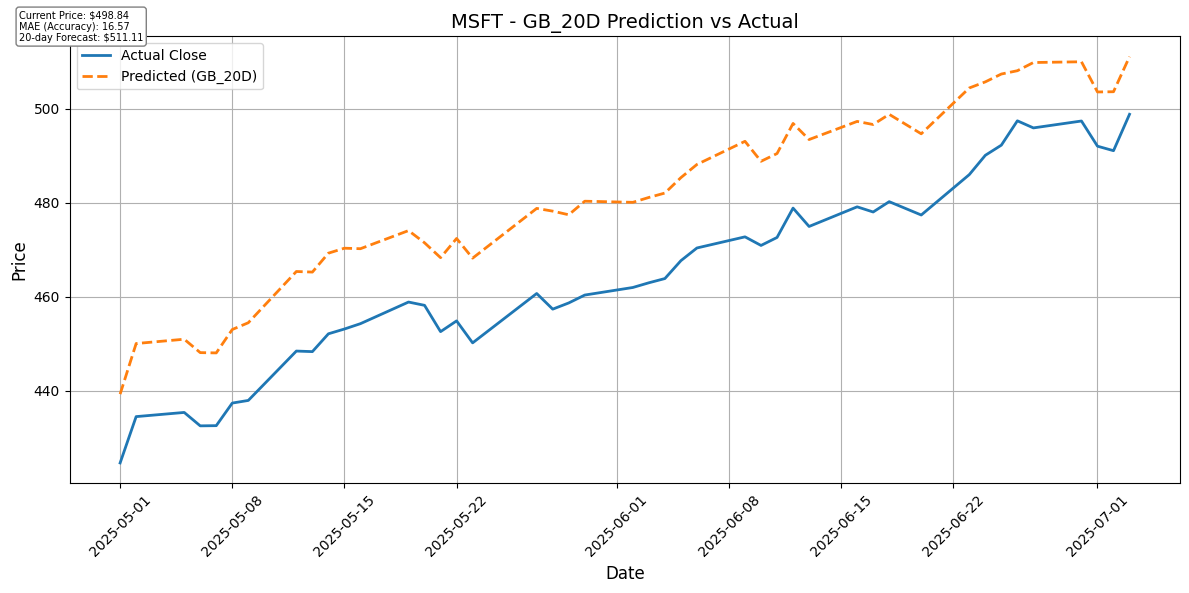 MSFT - GB_20D Prediction vs Actual
Current Price: $498.84
MAE (Accuracy): 16.57
20-day Forecast: $511.11
Actual Close
Predicted (GB_20D)
Price
500
480
460
440
2025-05-01
2025-05-08
2025-05-15
2025-05-22
2025-06-01
2025-06-08
2025-06-15
2025-06-22
2025-07-01
Date